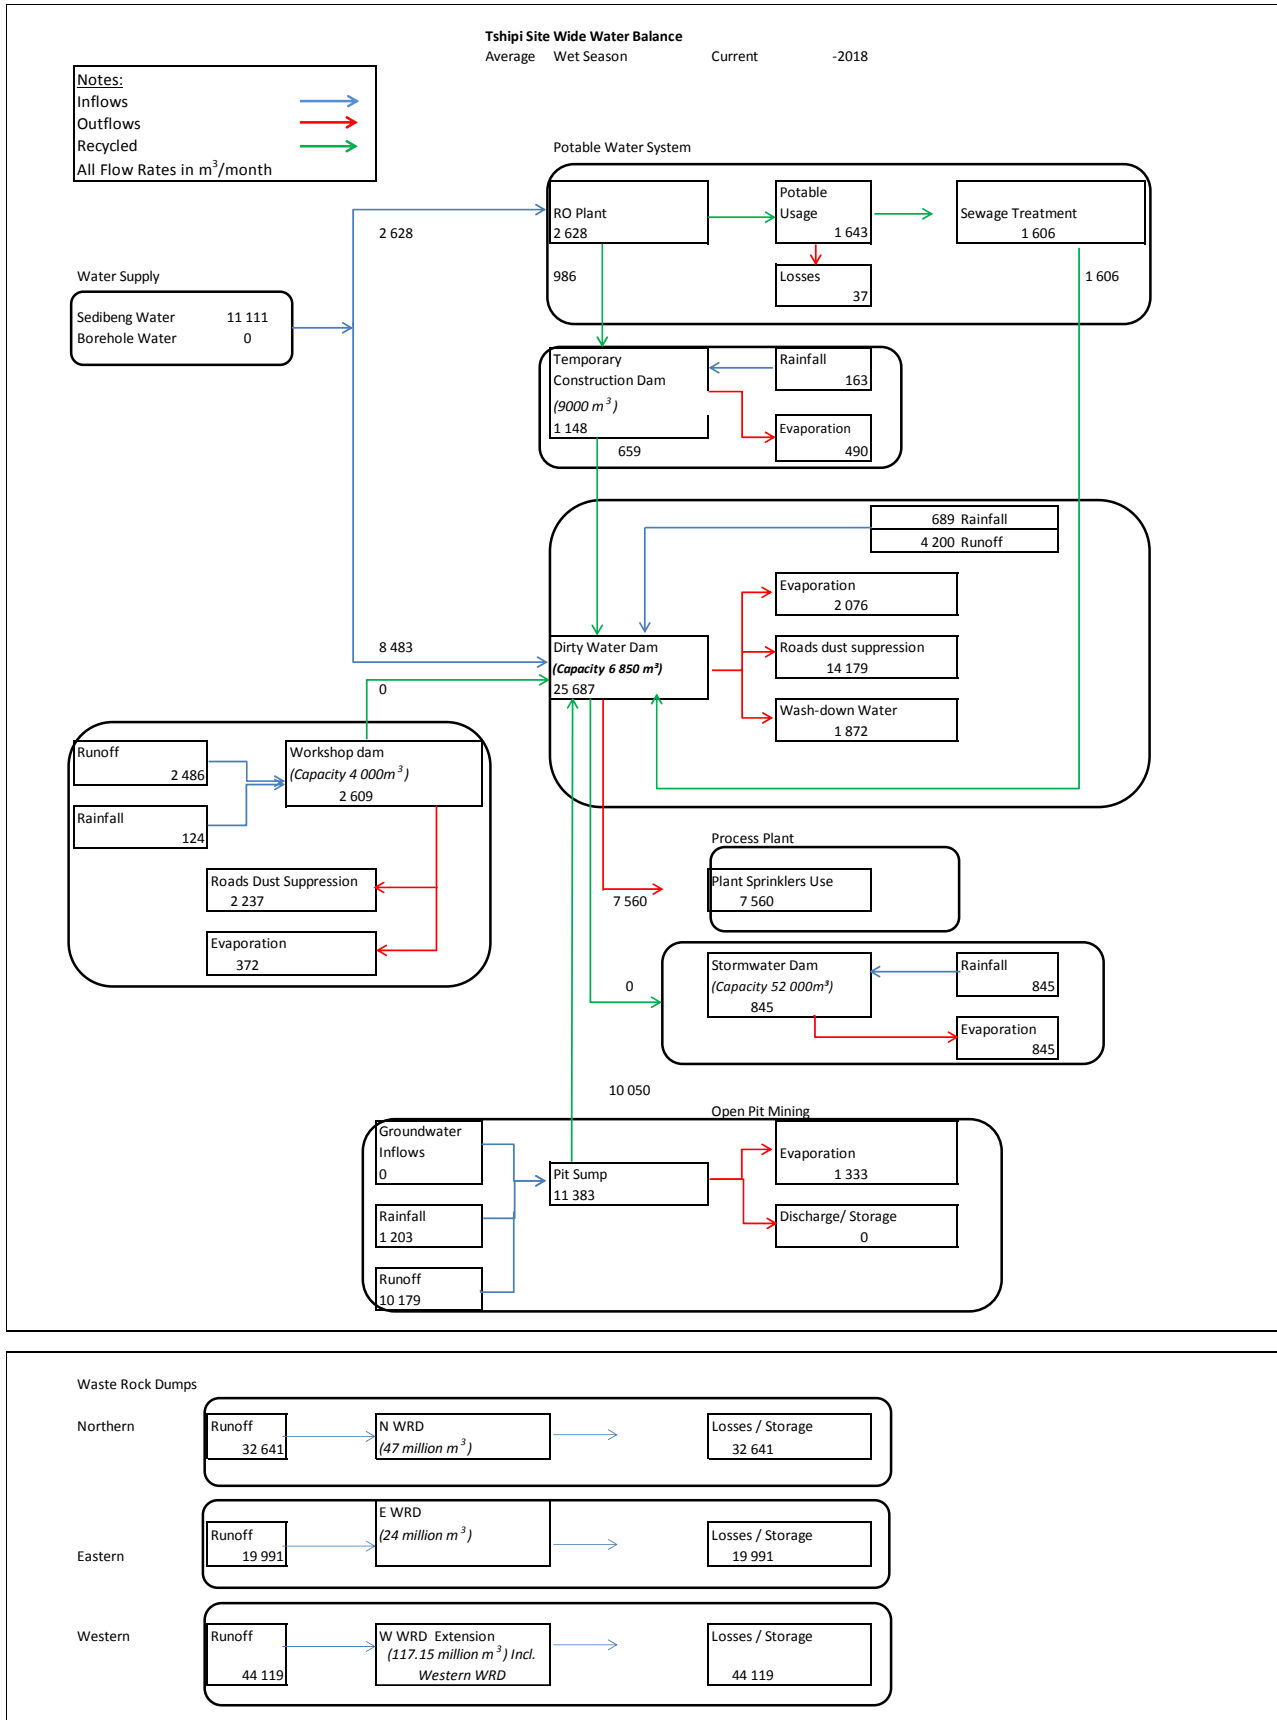 Tshipi Site Wide Water Balance
Average Wet Season Current -2018
Notes:
Inflows
Outflows
Recycled
All Flow Rates in m³/month
Potable Water System
RO Plant
2 628
Potable
Usage
1 643
Sewage Treatment
1 606
2 628
986
Losses
37
1 606
Water Supply
Sedibeng Water 11 111
Borehole Water 0
Temporary
Construction Dam
(9000 m³)
1 148
Rainfall
163
Evaporation
490
659
689 Rainfall
4 200 Runoff
Evaporation
2 076
8 483
Dirty Water Dam
(Capacity 6 850 m³)
25 687
Roads dust suppression
14 179
0
Wash-down Water
1 872
Runoff
2 486
Workshop dam
(Capacity 4 000m³)
2 609
Rainfall
124
Roads Dust Suppression
2 237
Evaporation
372
Process Plant
7 560
Plant Sprinklers Use
7 560
0
Stormwater Dam
(Capacity 52 000m³)
845
Rainfall
845
Evaporation
845
10 050
Open Pit Mining
Groundwater
Inflows
0
Pit Sump
11 383
Evaporation
1 333
Rainfall
1 203
Discharge/ Storage
0
Runoff
10 179
Waste Rock Dumps
Northern
Runoff
32 641
N WRD
(47 million m³)
Losses / Storage
32 641
Eastern
Runoff
19 991
E WRD
(24 million m³)
Losses / Storage
19 991
Western
Runoff
44 119
W WRD Extension
(117.15 million m³) Incl.
Western WRD
Losses / Storage
44 119